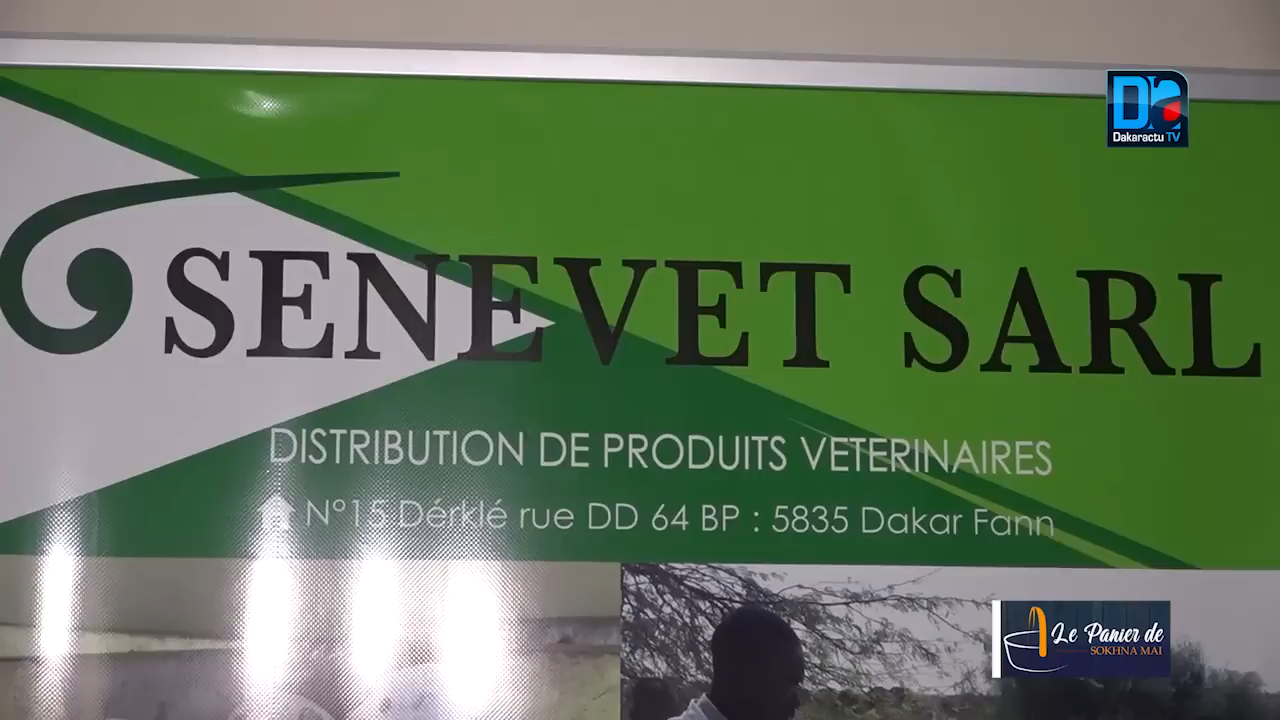 Dakaractu TV
SENEVET SARL
DISTRIBUTION DE PRODUITS VETERINAIRES
N°15 Dérklé rue DD 64 BP : 5835 Dakar Fann
Le Panier de
SOKHNA MAI